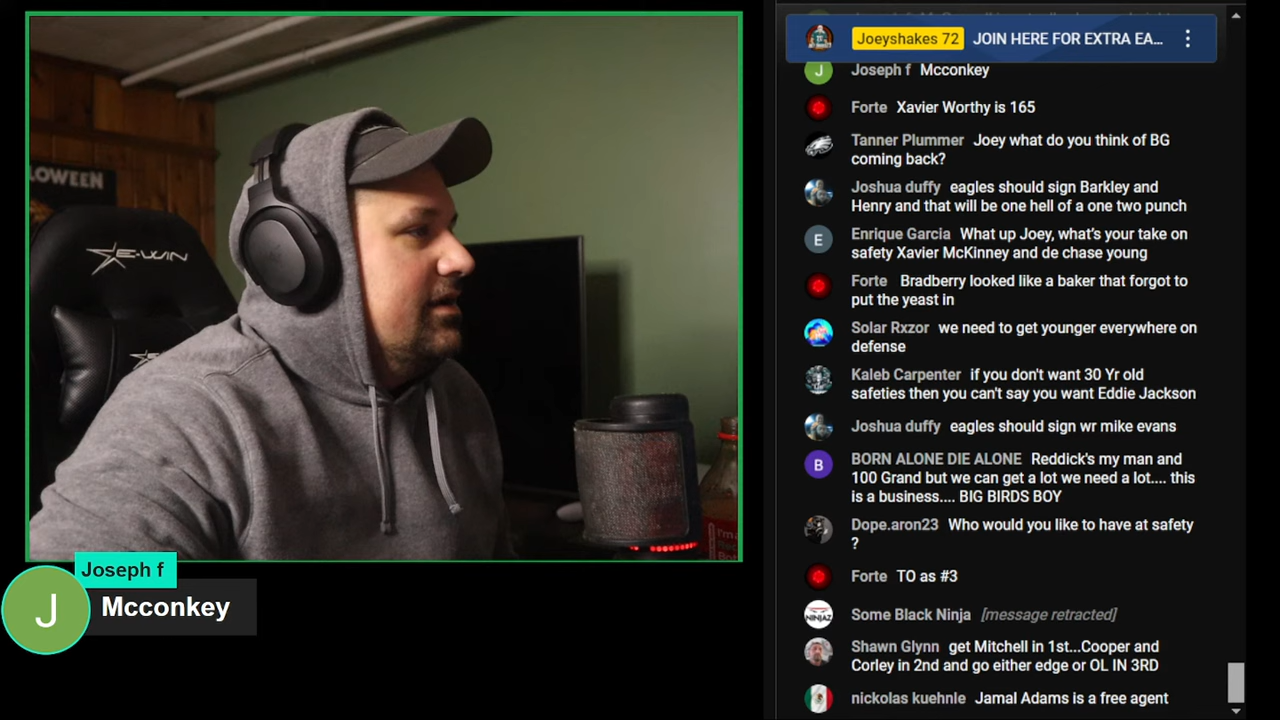 LOWEEN
E-WIN
Joseph f
Mcconkey
Joeyshakes 72 JOIN HERE FOR EXTRA EA...
J Joseph f Mcconkey
Forte Xavier Worthy is 165
Tanner Plummer Joey what do you think of BG
coming back?
Joshua duffy eagles should sign Barkley and
Henry and that will be one hell of a one two punch
E Enrique Garcia What up Joey, what's your take on
safety Xavier McKinney and de chase young
Forte Bradberry looked like a baker that forgot to
put the yeast in
Solar Rxzor we need to get younger everywhere on
defense
Kaleb Carpenter if you don't want 30 Yr old
safeties then you can't say you want Eddie Jackson
Joshua duffy eagles should sign wr mike evans
B BORN ALONE DIE ALONE Reddick's my man and
100 Grand but we can get a lot we need a lot.... this
is a business.... BIG BIRDS BOY
Dope.aron23 Who would you like to have at safety
?
Forte TO as #3
NINJAZ Some Black Ninja [message retracted]
Shawn Glynn get Mitchell in 1st...Cooper and
Corley in 2nd and go either edge or OL IN 3RD
nickolas kuehnle Jamal Adams is a free agent
J